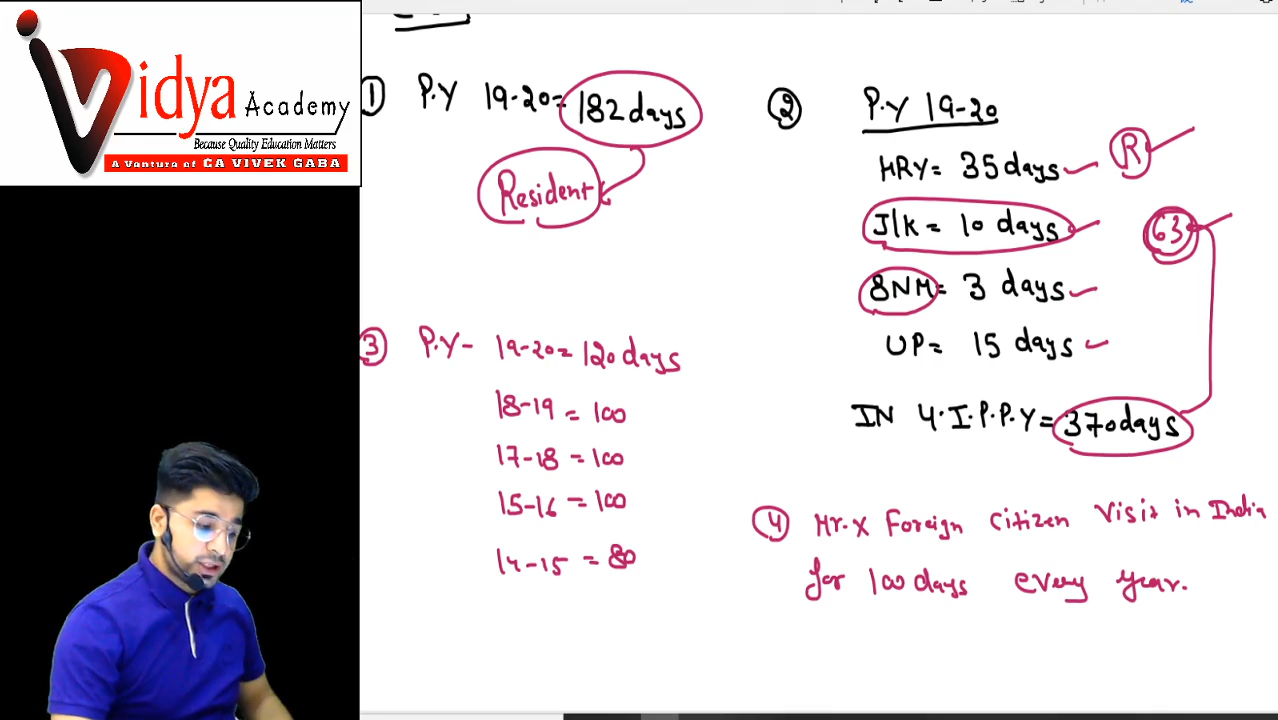 Vidya Academy
Because Quality Education Matters
A Ventura of CA VIVEK GABA
① P.Y 19-20= 182 days
Resident
② P.Y 19-20
HRY= 35 days R
J/K = 10 days 63
8NM= 3 days
UP= 15 days
IN 4.I.P.P.Y= 370days
③ P.Y- 19-20= 120 days
18-19 = 100
17-18 = 100
15-16 = 100
14-15 = 80
④ Mr.X Foreign Citizen Visit in India
for 100 days every year.